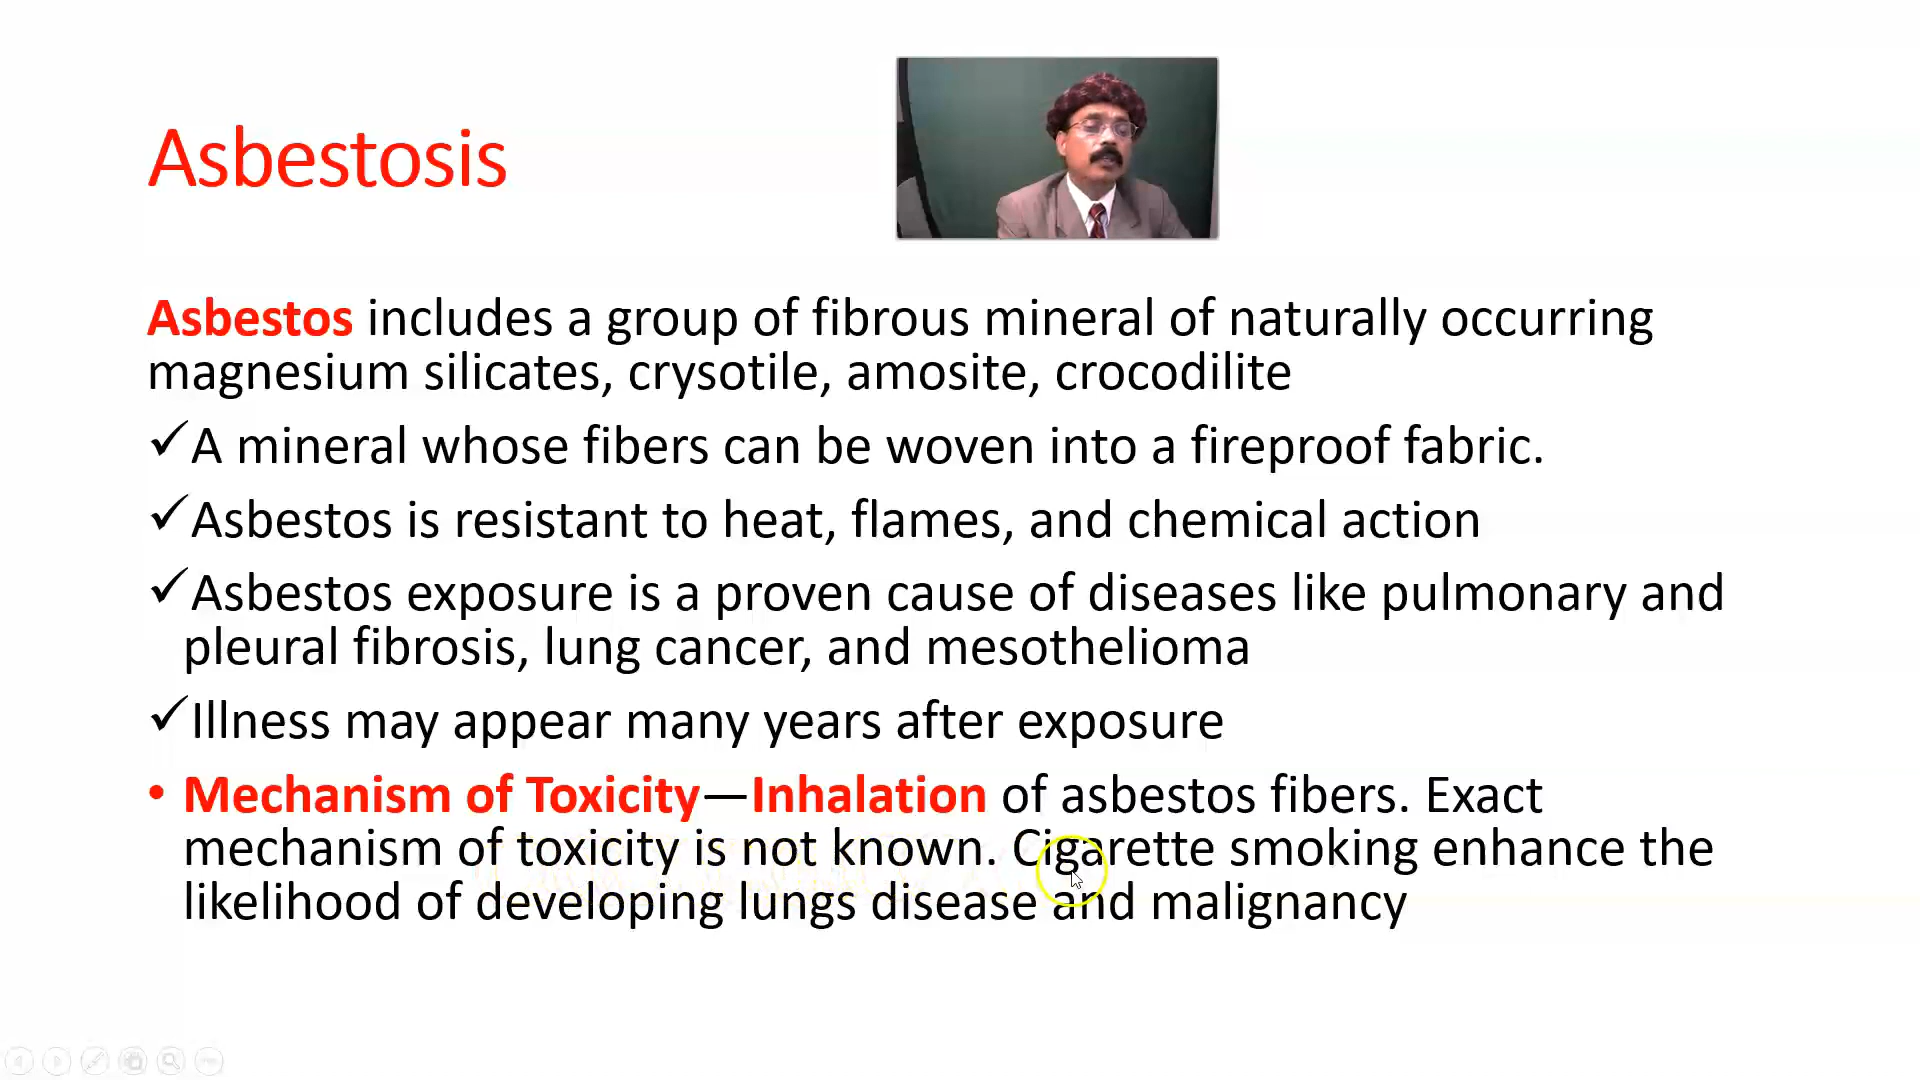 Asbestosis
Asbestos includes a group of fibrous mineral of naturally occurring
magnesium silicates, crysotile, amosite, crocodilite
✓A mineral whose fibers can be woven into a fireproof fabric.
✓Asbestos is resistant to heat, flames, and chemical action
✓Asbestos exposure is a proven cause of diseases like pulmonary and
pleural fibrosis, lung cancer, and mesothelioma
✓Illness may appear many years after exposure
• Mechanism of Toxicity—Inhalation of asbestos fibers. Exact
mechanism of toxicity is not known. Cigarette smoking enhance the
likelihood of developing lungs disease and malignancy